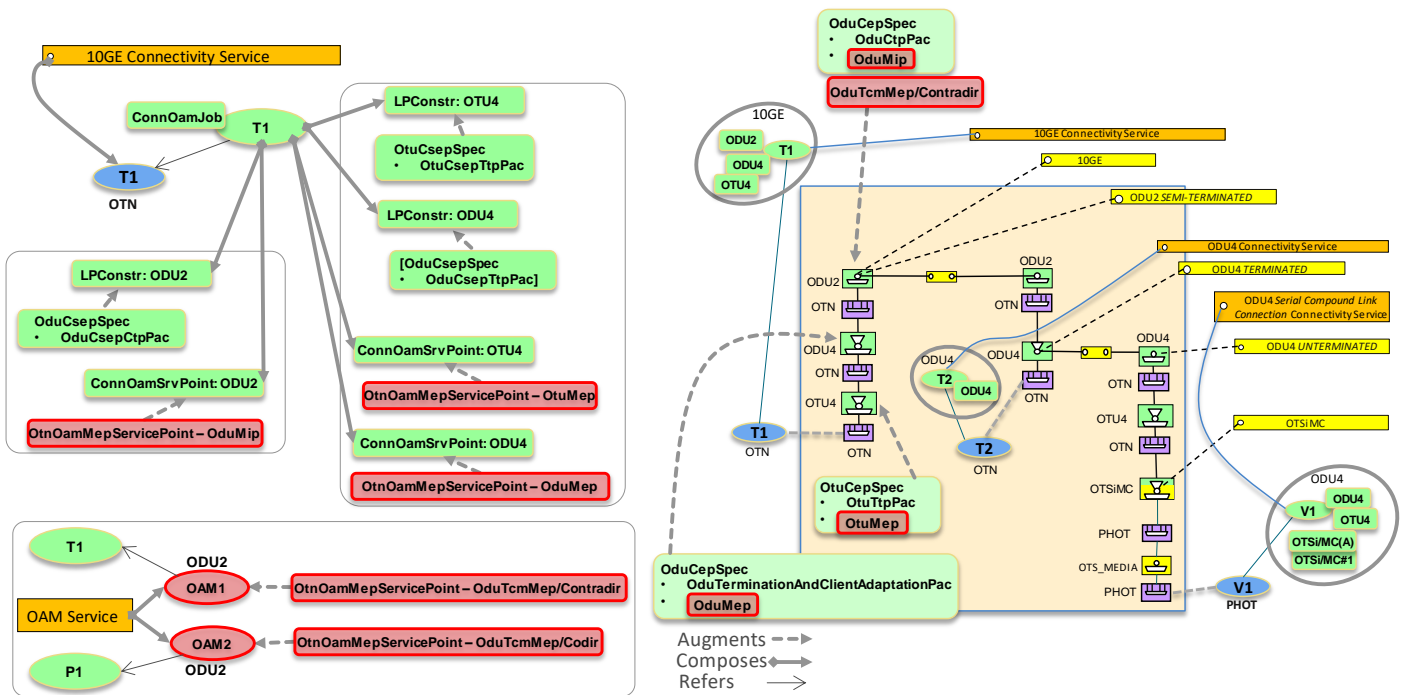 10GE Connectivity Service
ConnOamJob
T1
T1
OTN
LPConstr: OTU4
OtuCsepSpec
• OtuCsepTtpPac
LPConstr: ODU4
[OduCsepSpec
• OduCsepTtpPac]
LPConstr: ODU2
OduCsepSpec
• OduCsepCtpPac
ConnOamSrvPoint: ODU2
OtnOamMepServicePoint – OduMip
ConnOamSrvPoint: OTU4
OtnOamMepServicePoint – OtuMep
ConnOamSrvPoint: ODU4
OtnOamMepServicePoint – OduMep
T1
ODU2
OAM1
OtnOamMepServicePoint – OduTcmMep/Contradir
OAM Service
OAM2
OtnOamMepServicePoint – OduTcmMep/Codir
P1
ODU2
OduCepSpec
• OduCtpPac
• OduMip
OduTcmMep/Contradir
10GE
ODU2
T1
ODU4
OTU4
10GE Connectivity Service
10GE
ODU2 SEMI-TERMINATED
ODU4 Connectivity Service
ODU4 TERMINATED
ODU4 Serial Compound Link
Connection Connectivity Service
ODU4 UNTERMINATED
OTSiMC
ODU2
ODU2
OTN
OTN
ODU4
ODU4
ODU4
ODU4
T2
ODU4
OTN
OTN
OTN
OTU4
OTU4
T1
OTN
OTN
T2
OTN
OTN
OtuCepSpec
• OtuTtpPac
• OtuMep
OTSiMC
PHOT
OTS_MEDIA
PHOT
ODU4
ODU4
V1
OTU4
OTSi/MC(A)
OTSi/MC#1
V1
PHOT
OduCepSpec
• OduTerminationAndClientAdaptationPac
• OduMep
Augments
Composes
Refers